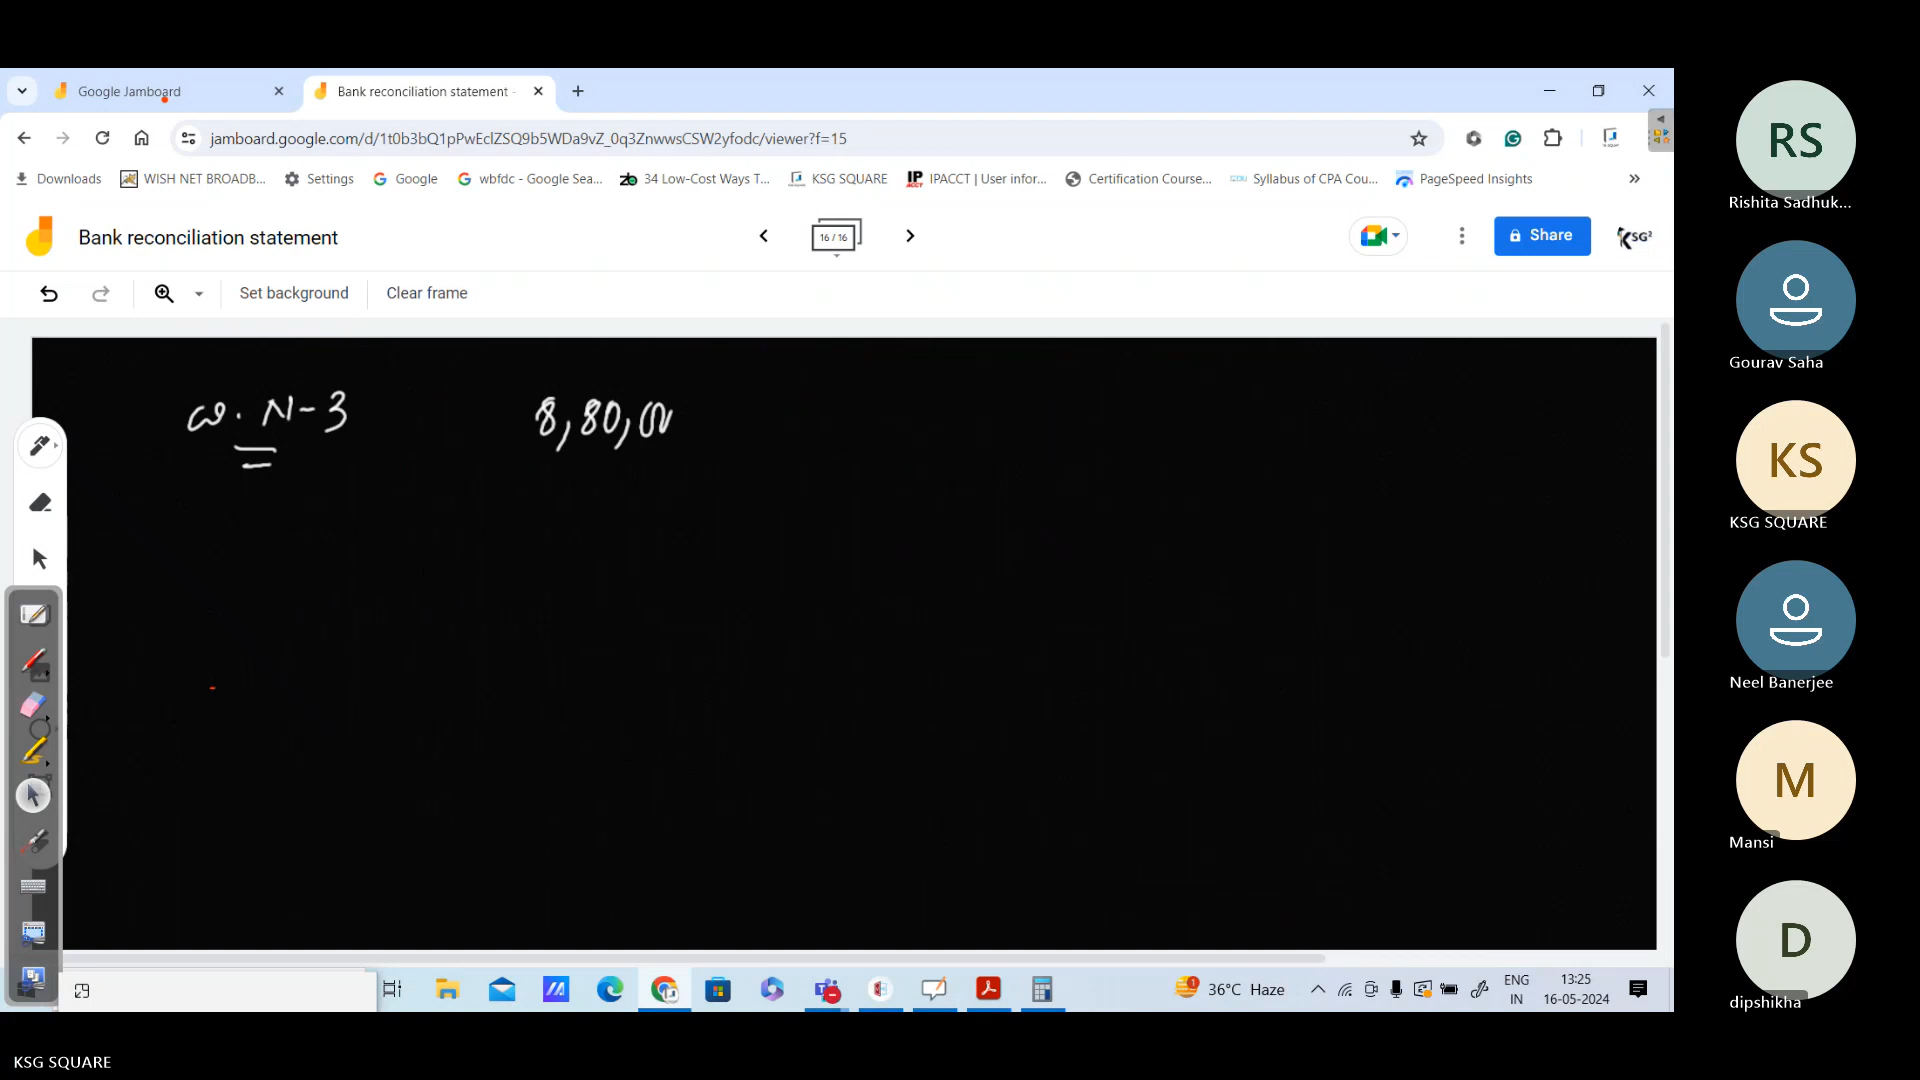 Google Jamboard
Bank reconciliation statement -
jamboard.google.com/d/1t0b3bQ1pPwEclZSQ9b5WDa9vZ_0q3ZnwwsCSW2yfodc/viewer?f=15
Downloads
WISH NET BROADB...
Settings
Google
wbfdc - Google Sea...
34 Low-Cost Ways T...
KSG SQUARE
IPACCT | User infor...
Certification Course...
Syllabus of CPA Cou...
PageSpeed Insights
Bank reconciliation statement
16 / 16
Share
KSG²
Set background
Clear frame
W. N-3
8,80,00
36°C Haze
ENG
IN
13:25
16-05-2024
RS
Rishita Sadhuk...
Gourav Saha
KS
KSG SQUARE
Neel Banerjee
M
Mansi
D
dipshikha
KSG SQUARE